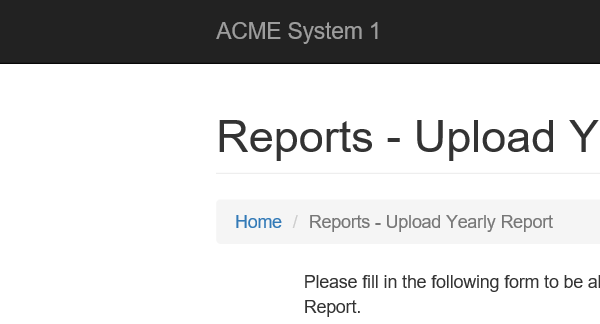 ACME System 1
Reports - Upload Y
Home / Reports - Upload Yearly Report
Please fill in the following form to be al
Report.